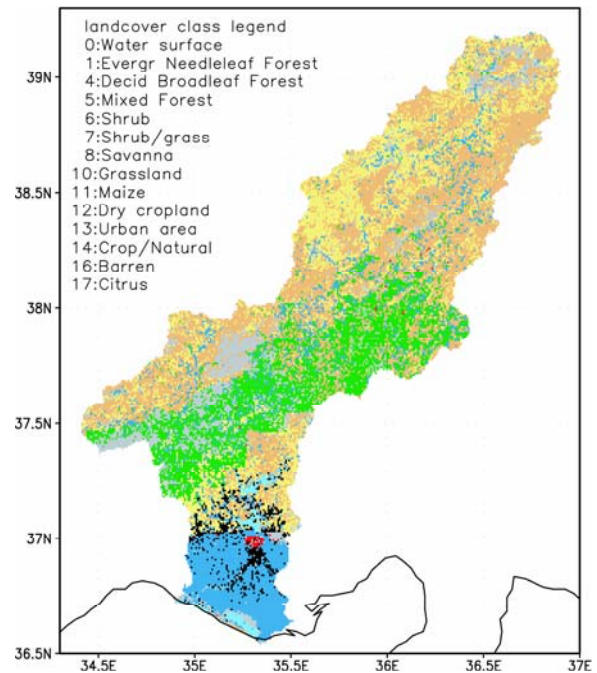 landcover class legend
0:Water surface
1:Evergr Needleleaf Forest
4:Decid Broadleaf Forest
5:Mixed Forest
6:Shrub
7:Shrub/grass
8:Savanna
10:Grassland
11:Maize
12:Dry cropland
13:Urban area
14:Crop/Natural
16:Barren
17:Citrus
39N
38.5N
38N
37.5N
37N
36.5N
34.5E 35E 35.5E 36E 36.5E 37E